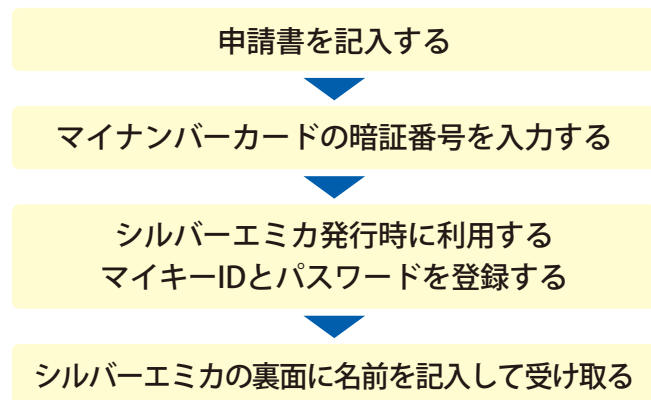 申請書を記入する
マイナンバーカードの暗証番号を入力する
シルバーエミカ発行時に利用する
マイキーIDとパスワードを登録する
シルバーエミカの裏面に名前を記入して受け取る